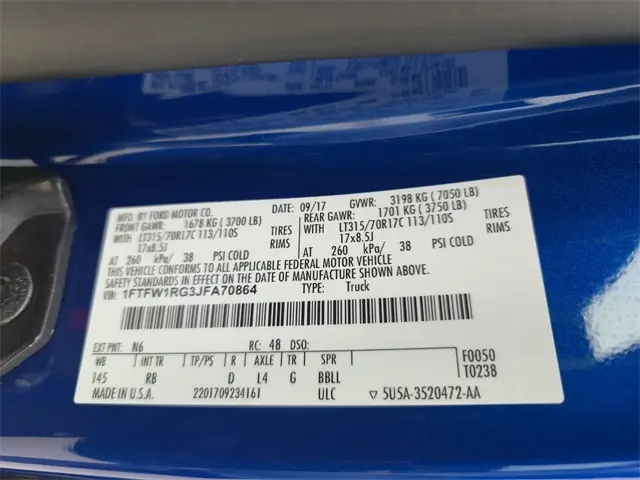 MFD. BY FORD MOTOR CO. DATE: 09/17 GVWR: 3198 KG ( 7050 LB)
FRONT GAWR: 1678 KG ( 3700 LB) REAR GAWR: 1701 KG ( 3750 LB)
WITH LT315/70R17C 113/110S TIRES WITH LT315/70R17C 113/110S TIRES
17x8.5J RIMS 17x8.5J RIMS
AT 260 kPa/ 38 PSI COLD AT 260 kPa/ 38 PSI COLD
THIS VEHICLE CONFORMS TO ALL APPLICABLE FEDERAL MOTOR VEHICLE
SAFETY STANDARDS IN EFFECT ON THE DATE OF MANUFACTURE SHOWN ABOVE.
VIN: 1FTFW1RG3JFA70864 TYPE: Truck
EXT PNT: N6 RC: 48 DSO: F0050
WB INT TR TP/PS R AXLE TR SPR T0238
145 RB D L4 G BBLL
MADE IN U.S.A. 2201709234161 ULC ▽ 5U5A-3520472-AA